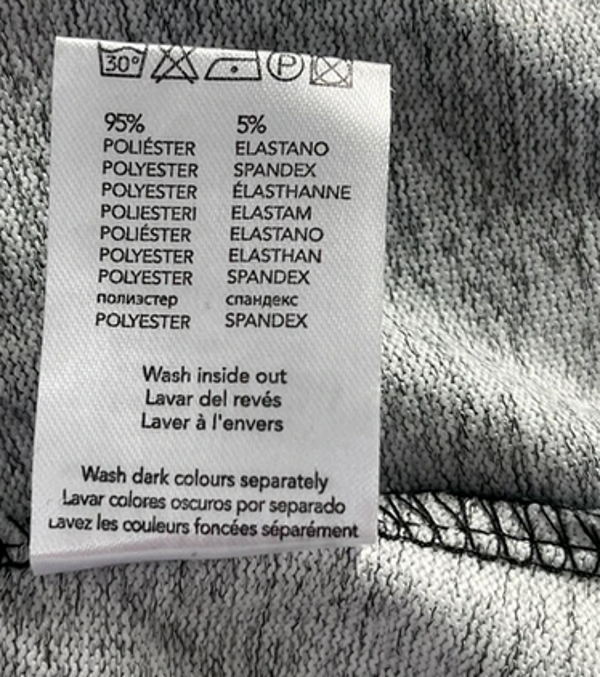 30°
P
95% 5%
POLIÉSTER ELASTANO
POLYESTER SPANDEX
POLYESTER ÉLASTHANNE
POLIESTERI ELASTAM
POLIÉSTER ELASTANO
POLYESTER ELASTHAN
POLYESTER SPANDEX
полиэстер спандекс
POLYESTER SPANDEX
Wash inside out
Lavar del revés
Laver à l'envers
Wash dark colours separately
Lavar colores oscuros por separado
Lavez les couleurs foncées séparément